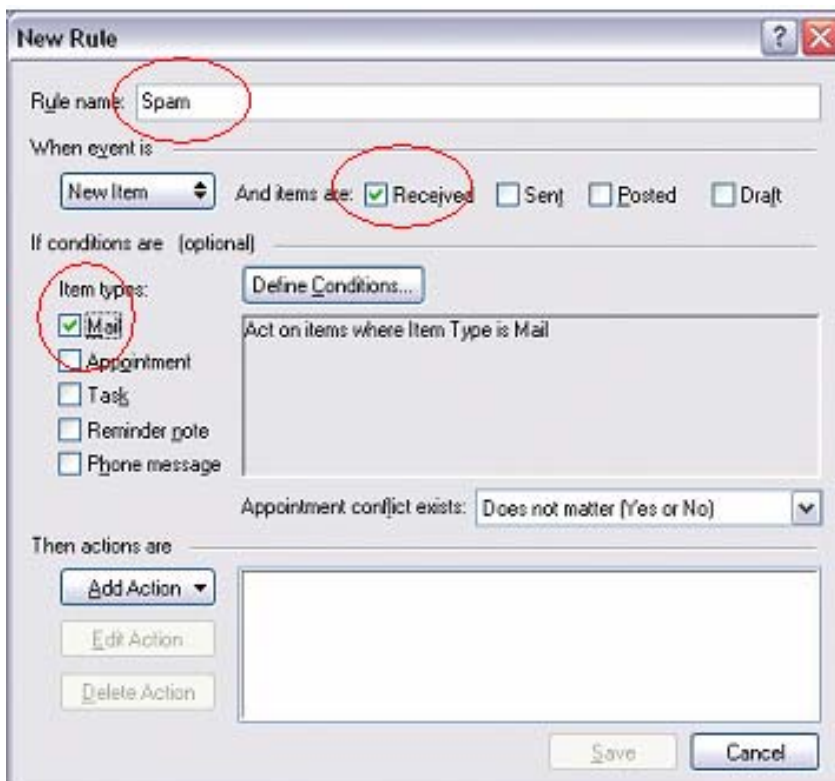 New Rule
Rule name: Spam
When event is
New Item And items are: Received Sent Posted Draft
If conditions are (optional)
Item types: Define Conditions...
Mail Act on items where Item Type is Mail
Appointment
Task
Reminder note
Phone message
Appointment conflict exists: Does not matter (Yes or No)
Then actions are
Add Action
Edit Action
Delete Action
Save Cancel